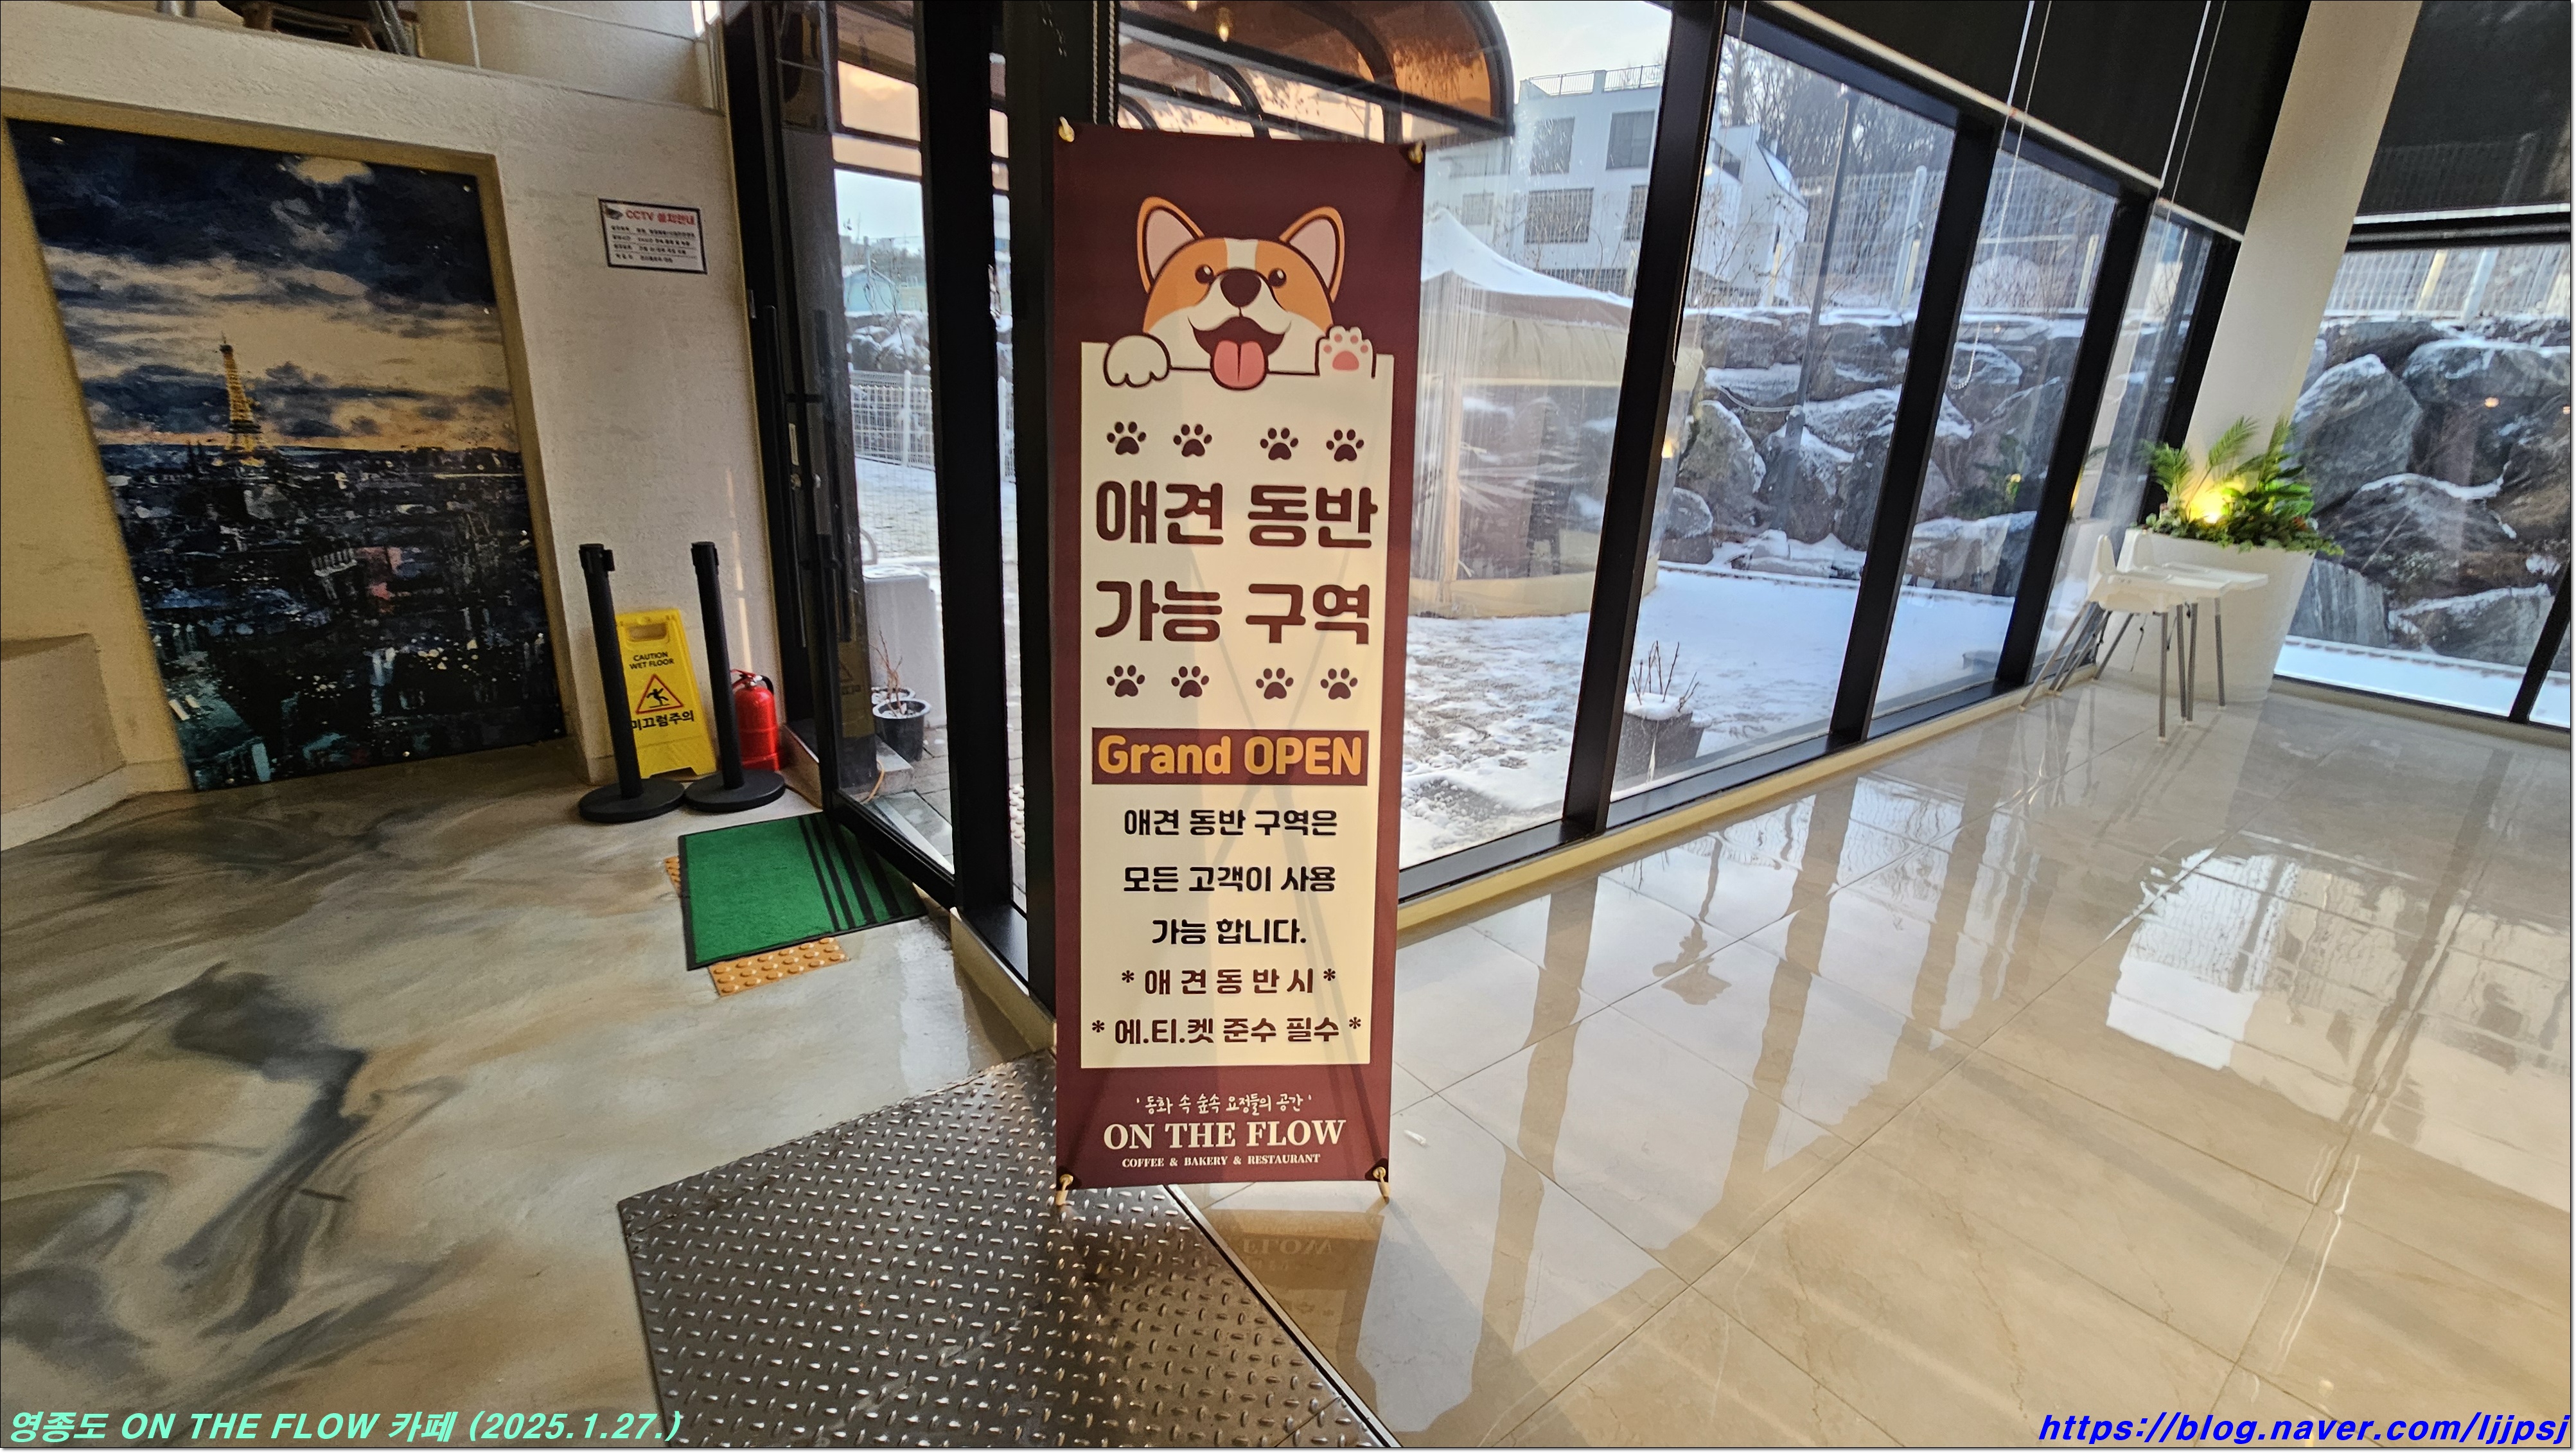 CCTV 설치안내
CAUTION
WET FLOOR
미끄럼주의
애견 동반
가능 구역
Grand OPEN
애견 동반 구역은
모든 고객이 사용
가능 합니다.
* 애 견 동 반 시 *
* 에.티.켓 준수 필수 *
' 동화 속 숲속 요정들의 공간 '
ON THE FLOW
COFFEE & BAKERY & RESTAURANT
영종도 ON THE FLOW 카페 (2025.1.27.)
https://blog.naver.com/ljjpsj